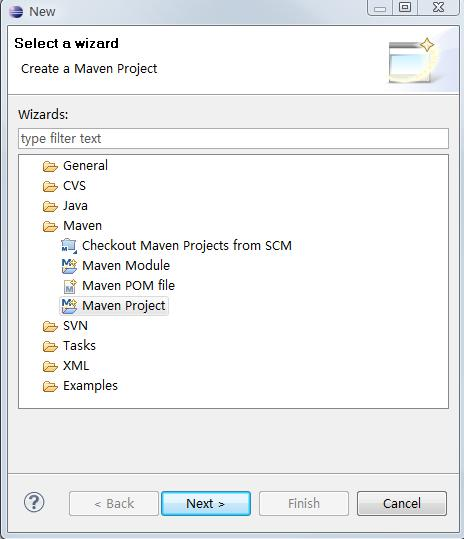 New
Select a wizard
Create a Maven Project
Wizards:
type filter text
General
CVS
Java
Maven
Checkout Maven Projects from SCM
Maven Module
Maven POM file
Maven Project
SVN
Tasks
XML
Examples
< Back
Next >
Finish
Cancel